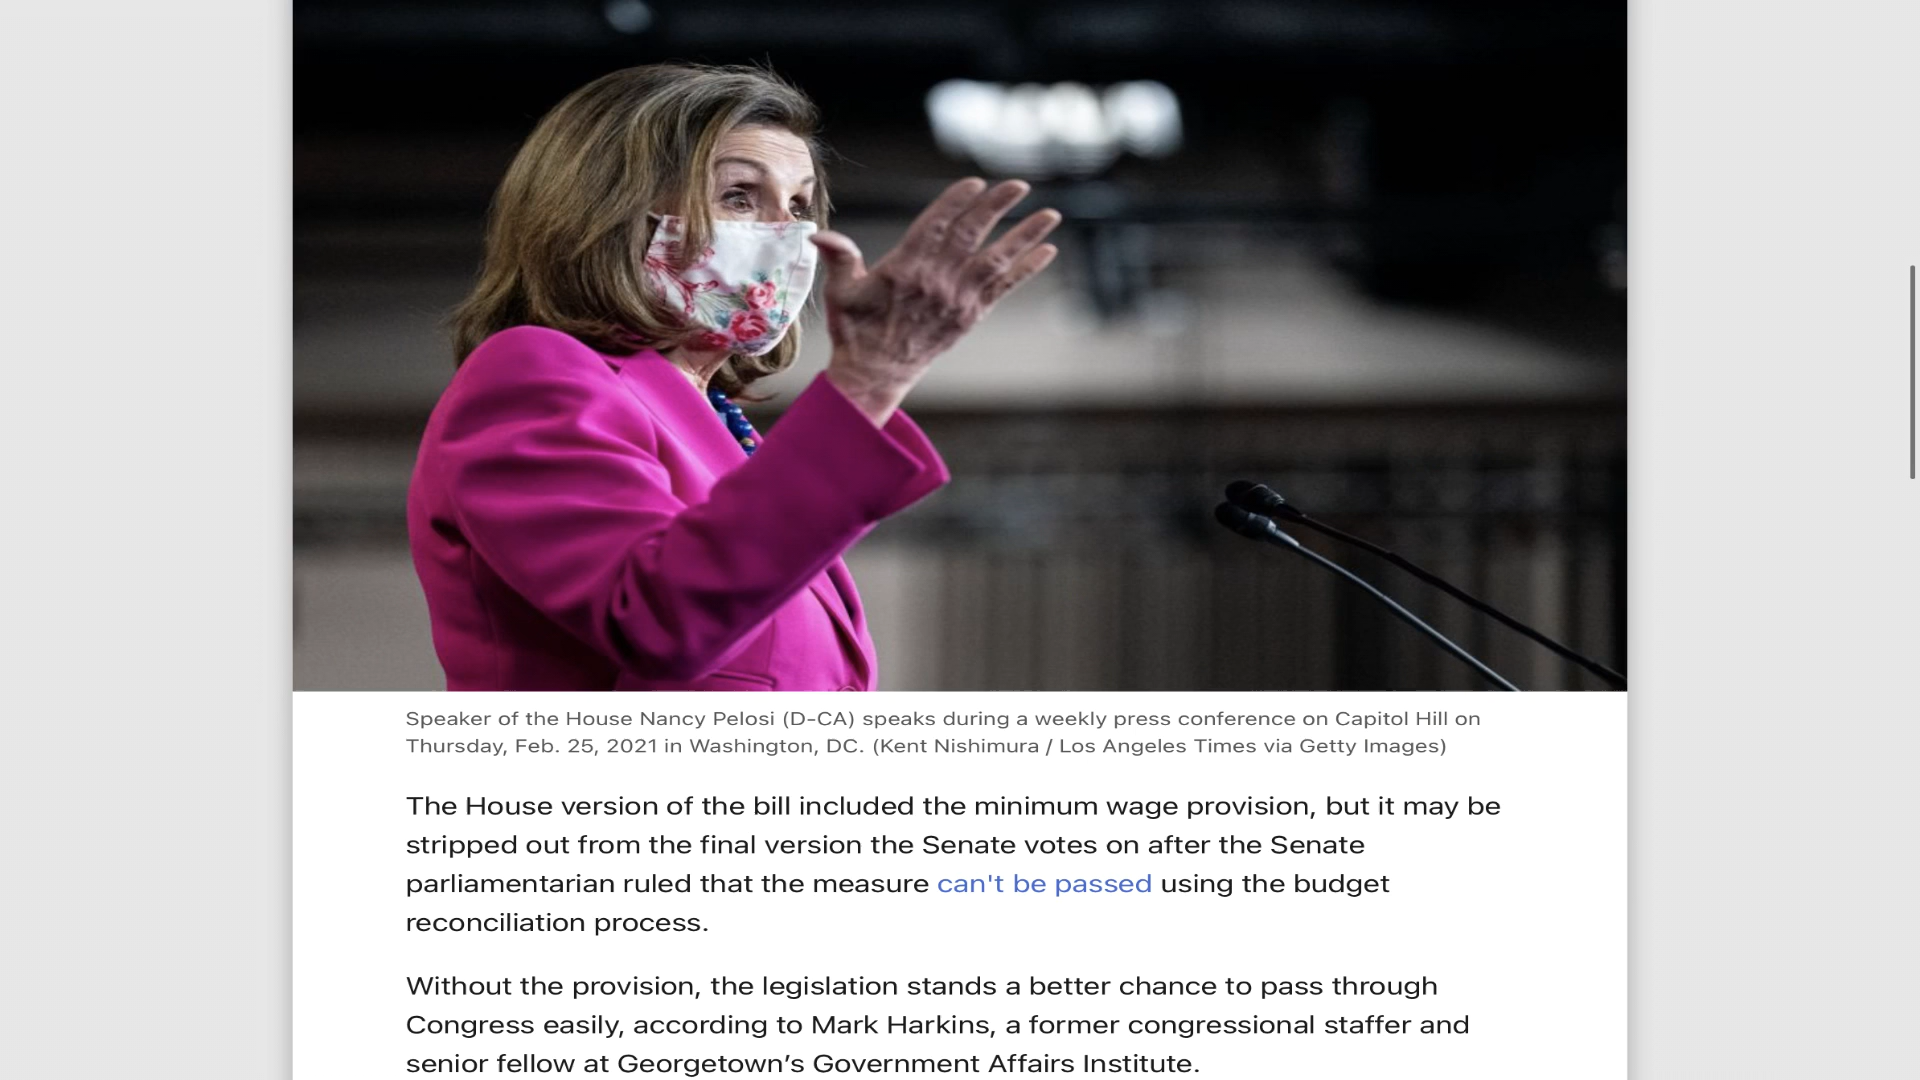 Speaker of the House Nancy Pelosi (D-CA) speaks during a weekly press conference on Capitol Hill on
Thursday, Feb. 25, 2021 in Washington, DC. (Kent Nishimura / Los Angeles Times via Getty Images)
The House version of the bill included the minimum wage provision, but it may be
stripped out from the final version the Senate votes on after the Senate
parliamentarian ruled that the measure can't be passed using the budget
reconciliation process.
Without the provision, the legislation stands a better chance to pass through
Congress easily, according to Mark Harkins, a former congressional staffer and
senior fellow at Georgetown’s Government Affairs Institute.